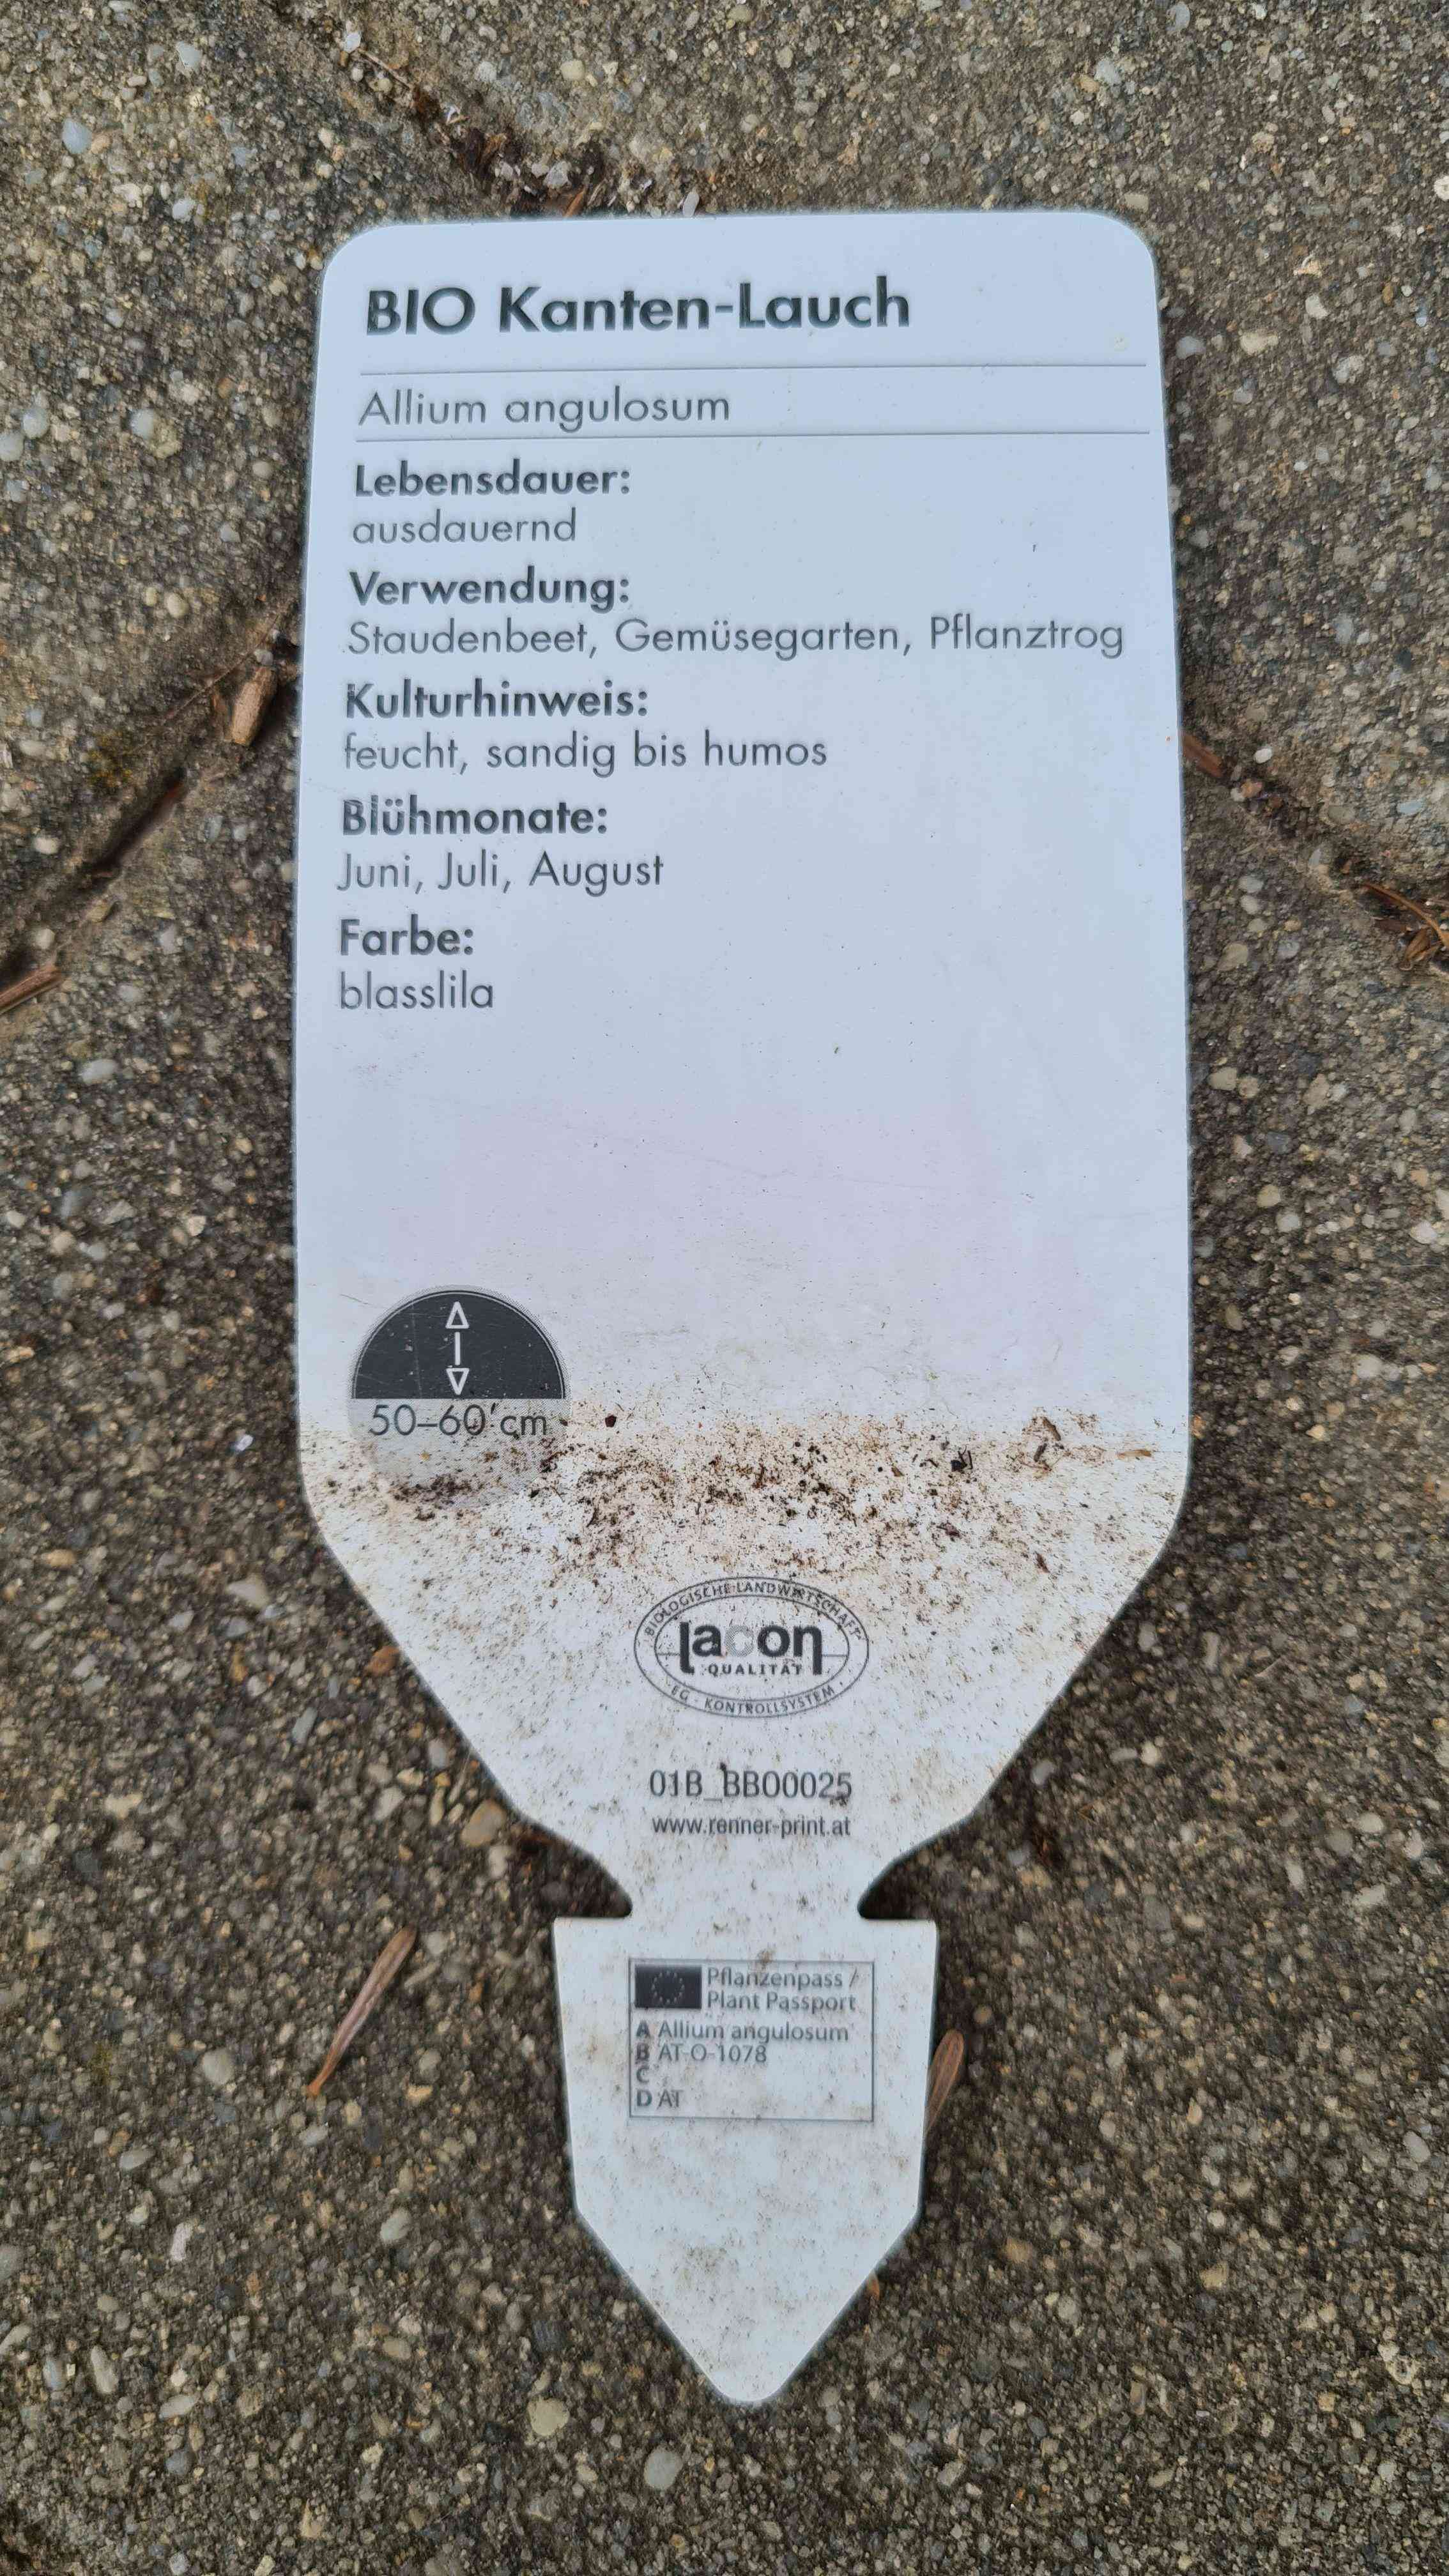 BIO Kanten-Lauch
Allium angulosum
Lebensdauer:
ausdauernd
Verwendung:
Staudenbeet, Gemüsegarten, Pflanztrog
Kulturhinweis:
feucht, sandig bis humos
Blühmonate:
Juni, Juli, August
Farbe:
blasslila
50–60 cm
BIOLOGISCHE LANDWIRTSCHAFT
lacon
QUALITÄT
EG - KONTROLLSYSTEM
01B_BB00025
www.renner-print.at
Pflanzenpass /
Plant Passport
A Allium angulosum
B AT-O-1078
C
D AT